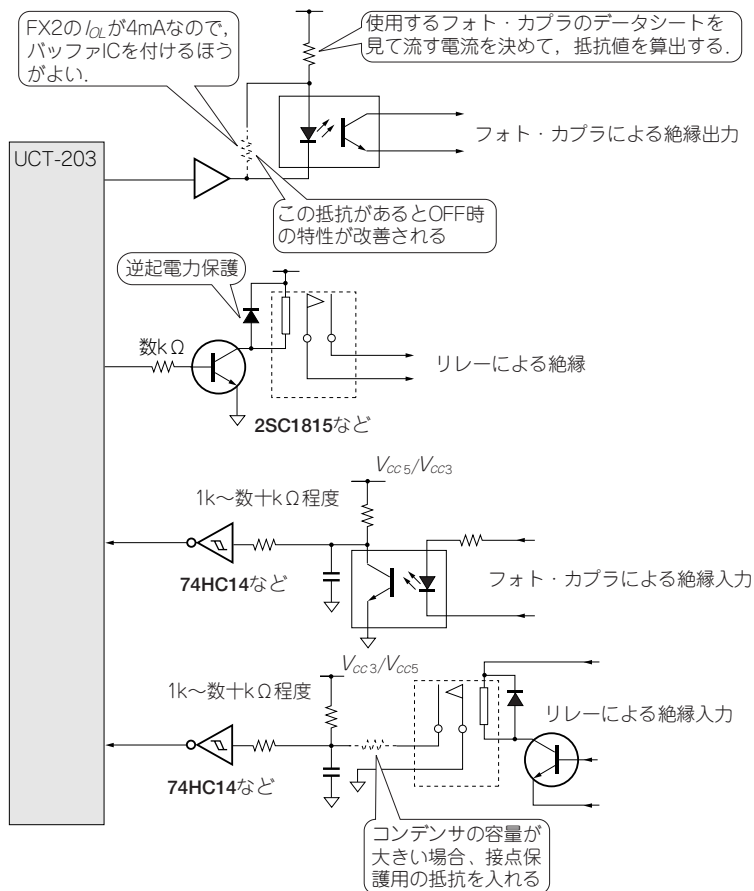 FX2のIOLが4mAなので，
バッファICを付けるほう
がよい．
使用するフォト・カプラのデータシートを
見て流す電流を決めて，抵抗値を算出する．
フォト・カプラによる絶縁出力
UCT-203
この抵抗があるとOFF時
の特性が改善される
逆起電力保護
数kΩ
リレーによる絶縁
2SC1815など
VCC5/VCC3
1k～数十kΩ程度
74HC14など
フォト・カプラによる絶縁入力
VCC3/VCC5
1k～数十kΩ程度
リレーによる絶縁入力
74HC14など
コンデンサの容量が
大きい場合、接点保
護用の抵抗を入れる